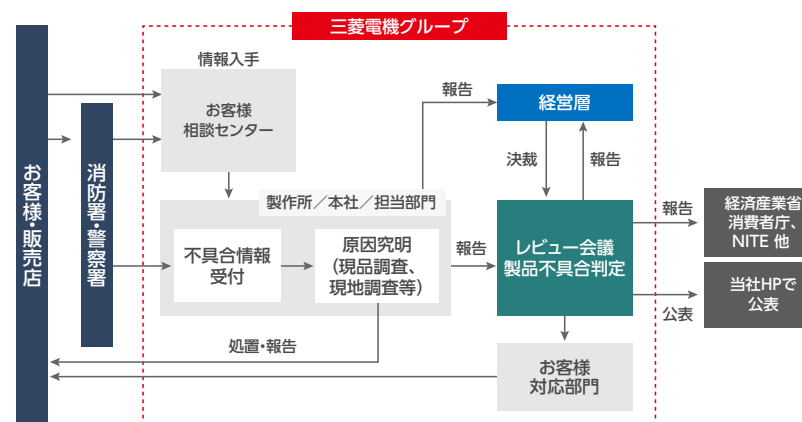 三菱電機グループ
情報入手
お客様
相談センター
お客様・販売店
消防署・警察署
製作所／本社／担当部門
不具合情報
受付
原因究明
（現品調査、
現地調査等）
報告
経営層
決裁
報告
報告
レビュー会議
製品不具合判定
報告
経済産業省
消費者庁、
NITE 他
公表
当社HPで
公表
処置・報告
お客様
対応部門